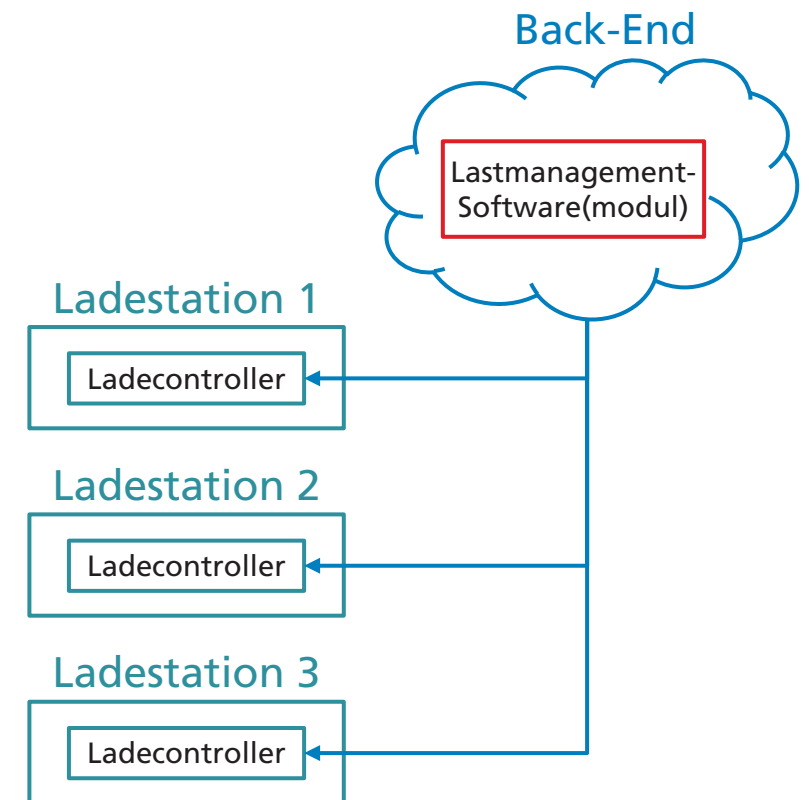 Back-End
Lastmanagement-
Software(modul)
Ladestation 1
Ladecontroller
Ladestation 2
Ladecontroller
Ladestation 3
Ladecontroller